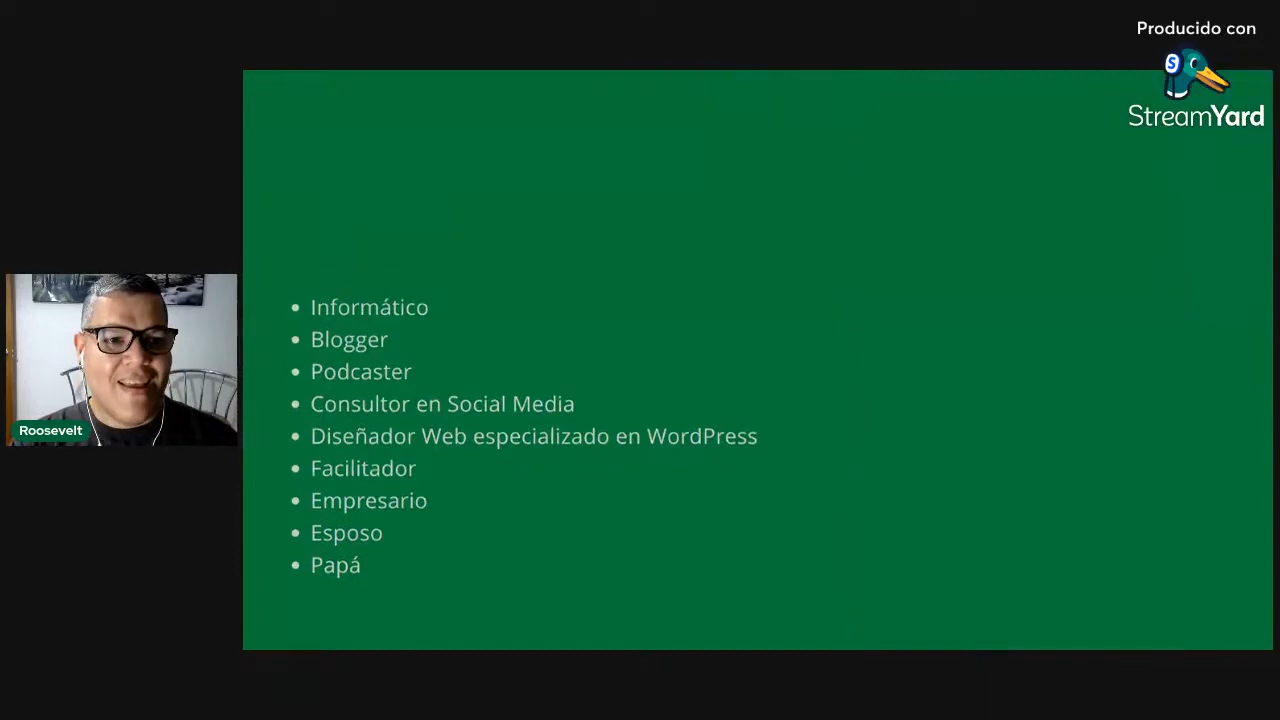 Producido con
S
StreamYard
Informático
Blogger
Podcaster
Consultor en Social Media
Diseñador Web especializado en WordPress
Facilitador
Empresario
Esposo
Papá
Roosevelt